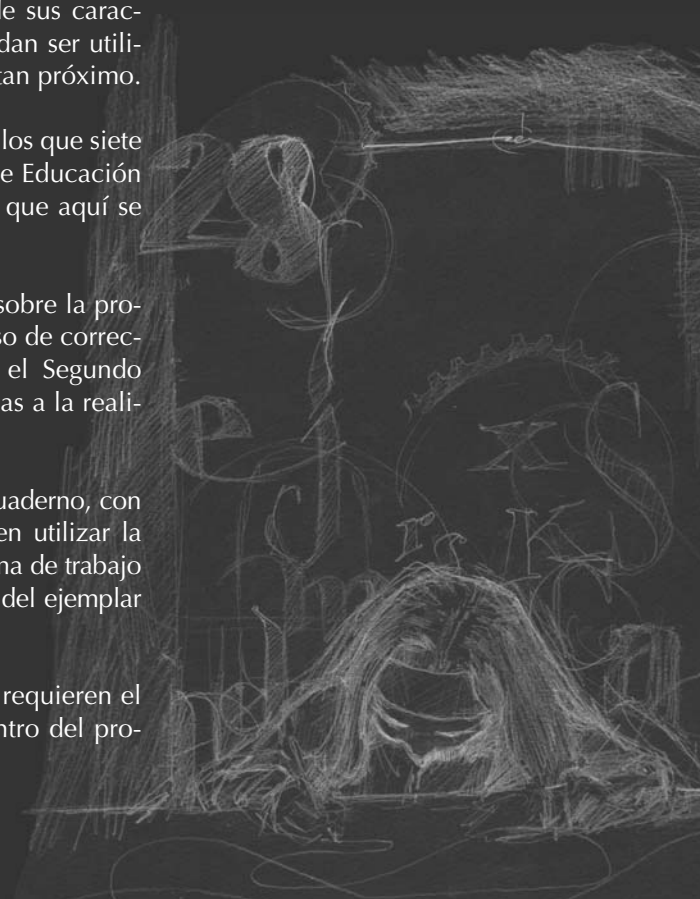 de sus carac-
dan ser utili-
tan próximo.
los que siete
e Educación
que aquí se
sobre la pro-
so de correc-
el Segundo
as a la reali-
uaderno, con
en utilizar la
na de trabajo
del ejemplar
requieren el
ntro del pro-
28
e
x S
r s K